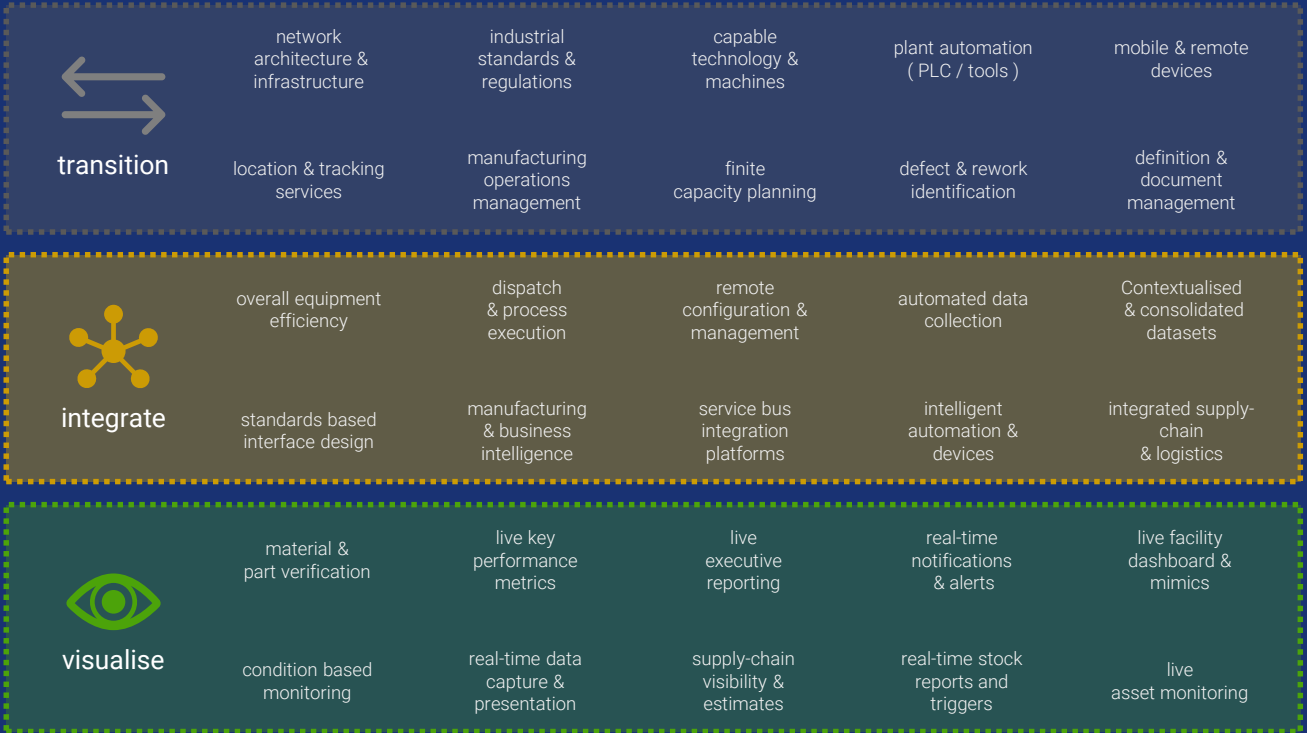 transition
network
architecture &
infrastructure
industrial
standards &
regulations
capable
technology &
machines
plant automation
( PLC / tools )
mobile & remote
devices
location & tracking
services
manufacturing
operations
management
finite
capacity planning
defect & rework
identification
definition &
document
management
integrate
overall equipment
efficiency
dispatch
& process
execution
remote
configuration &
management
automated data
collection
Contextualised
& consolidated
datasets
standards based
interface design
manufacturing
& business
intelligence
service bus
integration
platforms
intelligent
automation &
devices
integrated supply-
chain
& logistics
visualise
material &
part verification
live key
performance
metrics
live
executive
reporting
real-time
notifications
& alerts
live facility
dashboard &
mimics
condition based
monitoring
real-time data
capture &
presentation
supply-chain
visibility &
estimates
real-time stock
reports and
triggers
live
asset monitoring